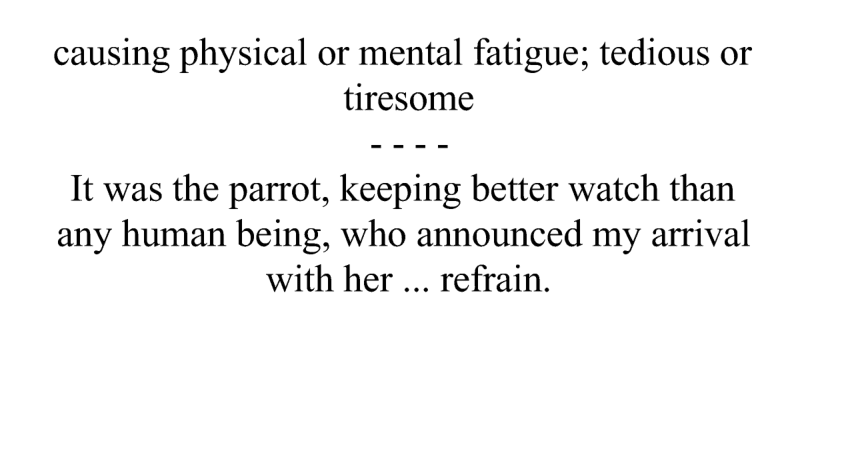 causing physical or mental fatigue; tedious or
tiresome
- - - -
It was the parrot, keeping better watch than
any human being, who announced my arrival
with her ... refrain.